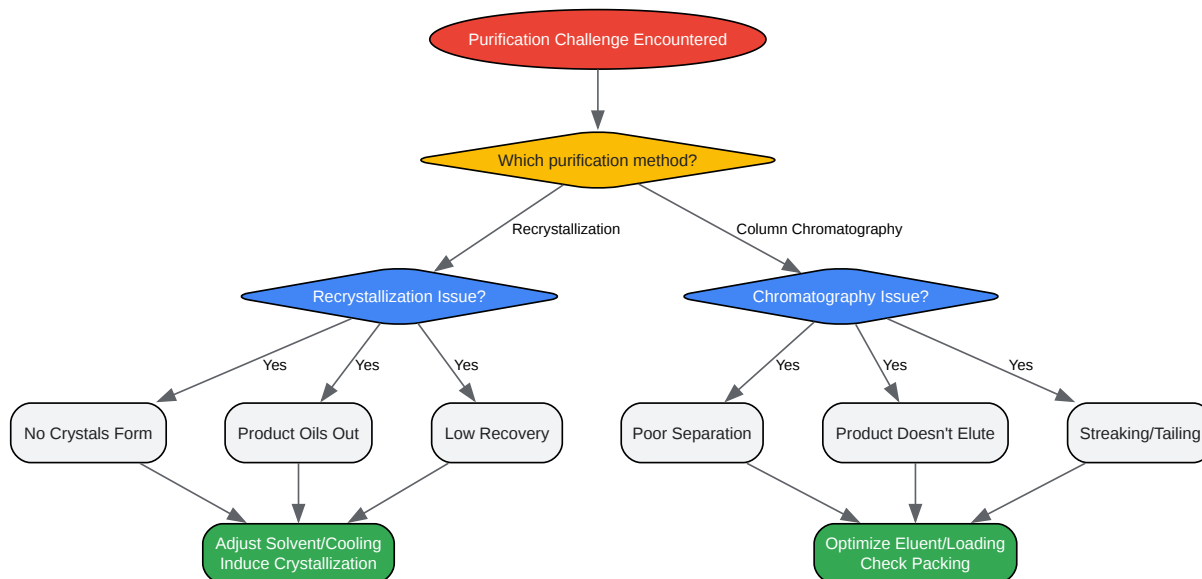 Purification Challenge Encountered
Which purification method?
Recrystallization
Column Chromatography
Recrystallization Issue?
Chromatography Issue?
Yes
Yes
Yes
Yes
Yes
Yes
No Crystals Form
Product Oils Out
Low Recovery
Poor Separation
Product Doesn't Elute
Streaking/Tailing
Adjust Solvent/Cooling
Induce Crystallization
Optimize Eluent/Loading
Check Packing